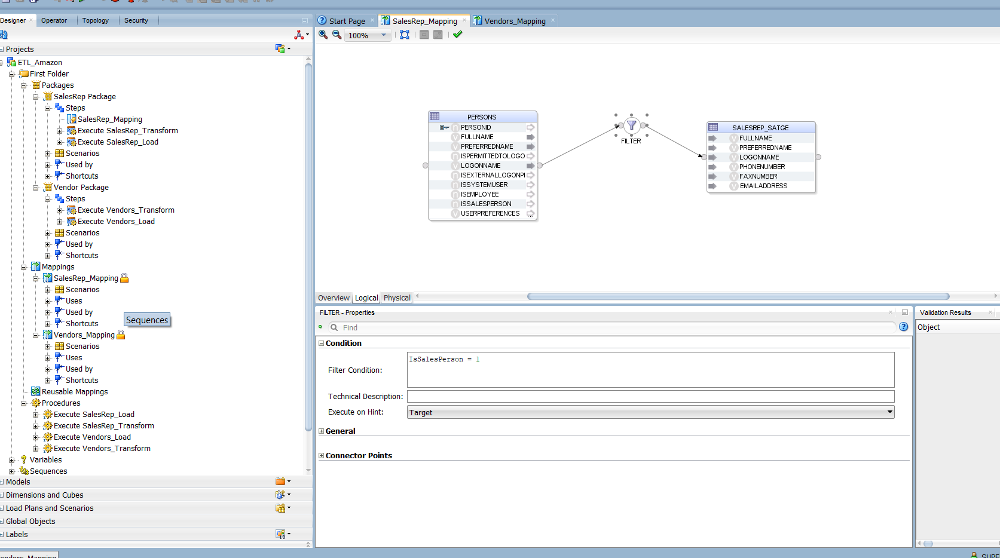 Designer
Operator
Topology
Security
Projects
ETL_Amazon
First Folder
Packages
SalesRep Package
Steps
SalesRep_Mapping
Execute SalesRep_Transform
Execute SalesRep_Load
Scenarios
Used by
Shortcuts
Vendor Package
Steps
Execute Vendors_Transform
Execute Vendors_Load
Scenarios
Used by
Shortcuts
Mappings
SalesRep_Mapping
Scenarios
Uses
Used by
Shortcuts
Sequences
Vendors_Mapping
Scenarios
Uses
Used by
Shortcuts
Reusable Mappings
Procedures
Execute SalesRep_Load
Execute SalesRep_Transform
Execute Vendors_Load
Execute Vendors_Transform
Variables
Sequences
Models
Dimensions and Cubes
Load Plans and Scenarios
Global Objects
Labels
1.0
endors_Mapping
Start Page
SalesRep_Mapping
Vendors_Mapping
100%
PERSONS
PERSONID
FULLNAME
PREFERREDNAME
ISPERMITTEDTOLOGO
LOGONNAME
ISEXTERNALLOGONPI
ISSYSTEMUSER
ISEMPLOYEE
ISSALESPERSON
USERPREFERENCES
...
FILTER
SALESREP_SATGE
FULLNAME
PREFERREDNAME
LOGONNAME
PHONENUMBER
FAXNUMBER
EMAILADDRESS
Overview
Logical
Physical
FILTER - Properties
Find
Condition
Filter Condition:
IsSalesPerson = 1
Technical Description:
Execute on Hint:
Target
General
Connector Points
Validation Results
Object
SUPE